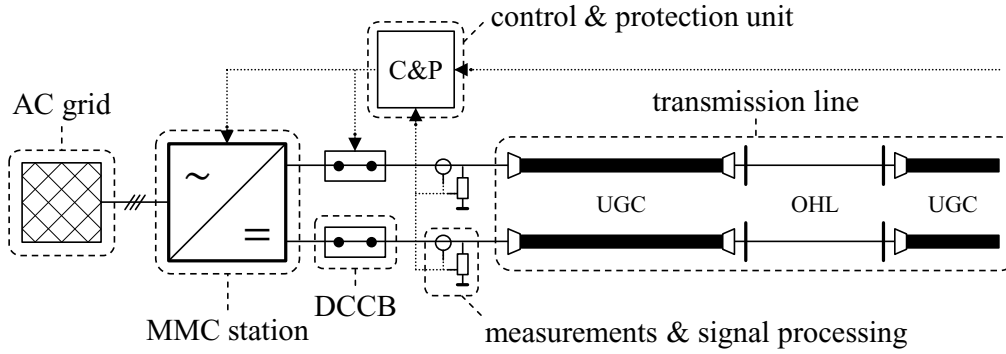 control & protection unit
C&P
AC grid
transmission line
~
=
UGC
OHL
UGC
DCCB
MMC station
measurements & signal processing